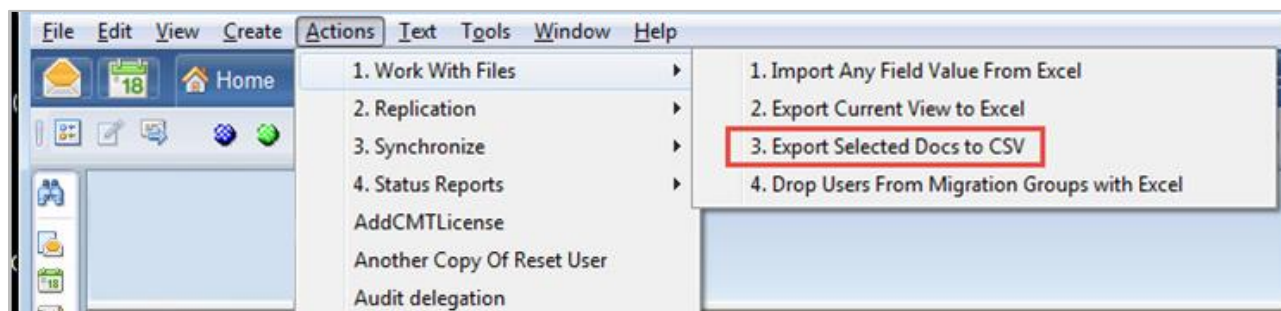 File Edit View Create Actions Text Tools Window Help
18 Home
1. Work With Files
2. Replication
3. Synchronize
4. Status Reports
AddCMTLicense
Another Copy Of Reset User
Audit delegation
1. Import Any Field Value From Excel
2. Export Current View to Excel
3. Export Selected Docs to CSV
4. Drop Users From Migration Groups with Excel
18